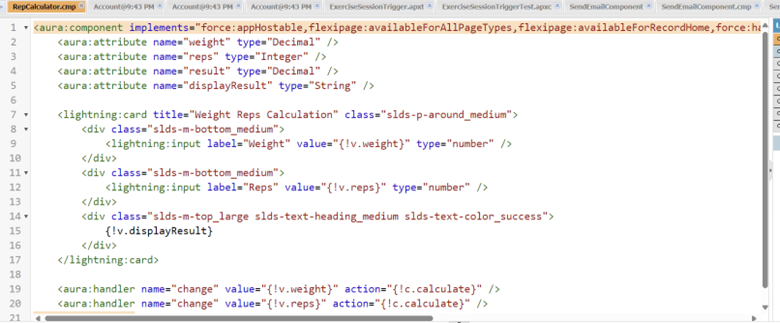 RepCalculator.cmp Account@9:43 PM Account@9:43 PM Account@9:43 PM ExerciseSessionTrigger.apxt ExerciseSessionTriggerTest.apxc SendEmailComponent SendEmailComponent.cmp Sen
1 <aura:component implements="force:appHostable,flexipage:availableForAllPageTypes,flexipage:availableForRecordHome,force:ha
2 <aura:attribute name="weight" type="Decimal" />
3 <aura:attribute name="reps" type="Integer" />
4 <aura:attribute name="result" type="Decimal" />
5 <aura:attribute name="displayResult" type="String" />
6
7 <lightning:card title="Weight Reps Calculation" class="slds-p-around_medium">
8 <div class="slds-m-bottom_medium">
9 <lightning:input label="Weight" value="{!v.weight}" type="number" />
10 </div>
11 <div class="slds-m-bottom_medium">
12 <lightning:input label="Reps" value="{!v.reps}" type="number" />
13 </div>
14 <div class="slds-m-top_large slds-text-heading_medium slds-text-color_success">
15 {!v.displayResult}
16 </div>
17 </lightning:card>
18
19 <aura:handler name="change" value="{!v.weight}" action="{!c.calculate}" />
20 <aura:handler name="change" value="{!v.reps}" action="{!c.calculate}" />
21